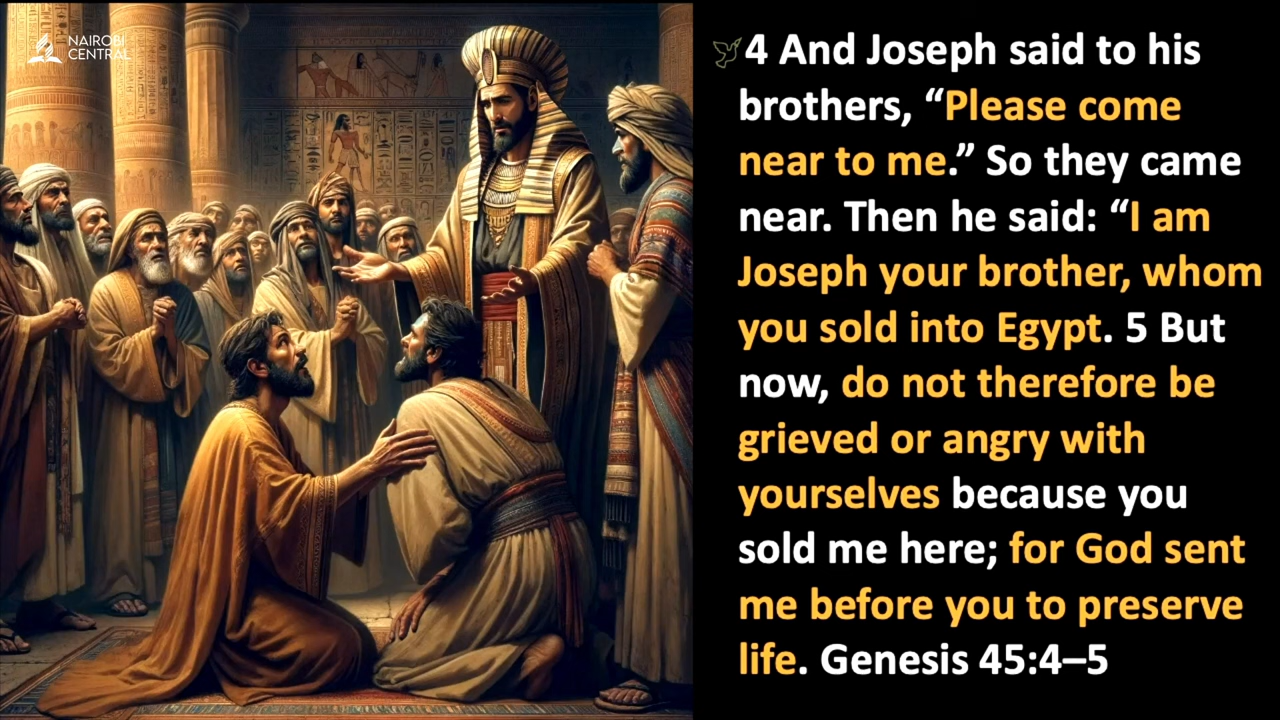 NAIROBI
CENTRAL
4 And Joseph said to his
brothers, “Please come
near to me.” So they came
near. Then he said: “I am
Joseph your brother, whom
you sold into Egypt. 5 But
now, do not therefore be
grieved or angry with
yourselves because you
sold me here; for God sent
me before you to preserve
life. Genesis 45:4–5